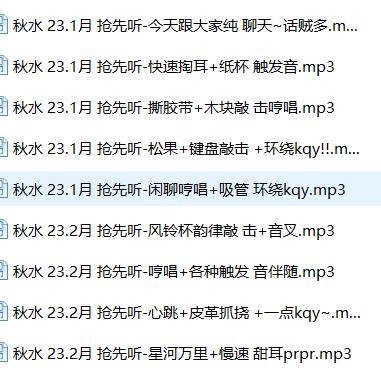 秋水 23.1月 抢先听-今天跟大家纯 聊天~话贼多.m...
秋水 23.1月 抢先听-快速掏耳+纸杯 触发音.mp3
秋水 23.1月 抢先听-撕胶带+木块敲 击哼唱.mp3
秋水 23.1月 抢先听-松果+键盘敲击 +环绕kqy!!.m...
秋水 23.1月 抢先听-闲聊哼唱+吸管 环绕kqy.mp3
秋水 23.2月 抢先听-风铃杯韵律敲 击+音叉.mp3
秋水 23.2月 抢先听-哼唱+各种触发 音伴随.mp3
秋水 23.2月 抢先听-心跳+皮革抓挠 +一点kqy~.m...
秋水 23.2月 抢先听-星河万里+慢速 甜耳prpr.mp3